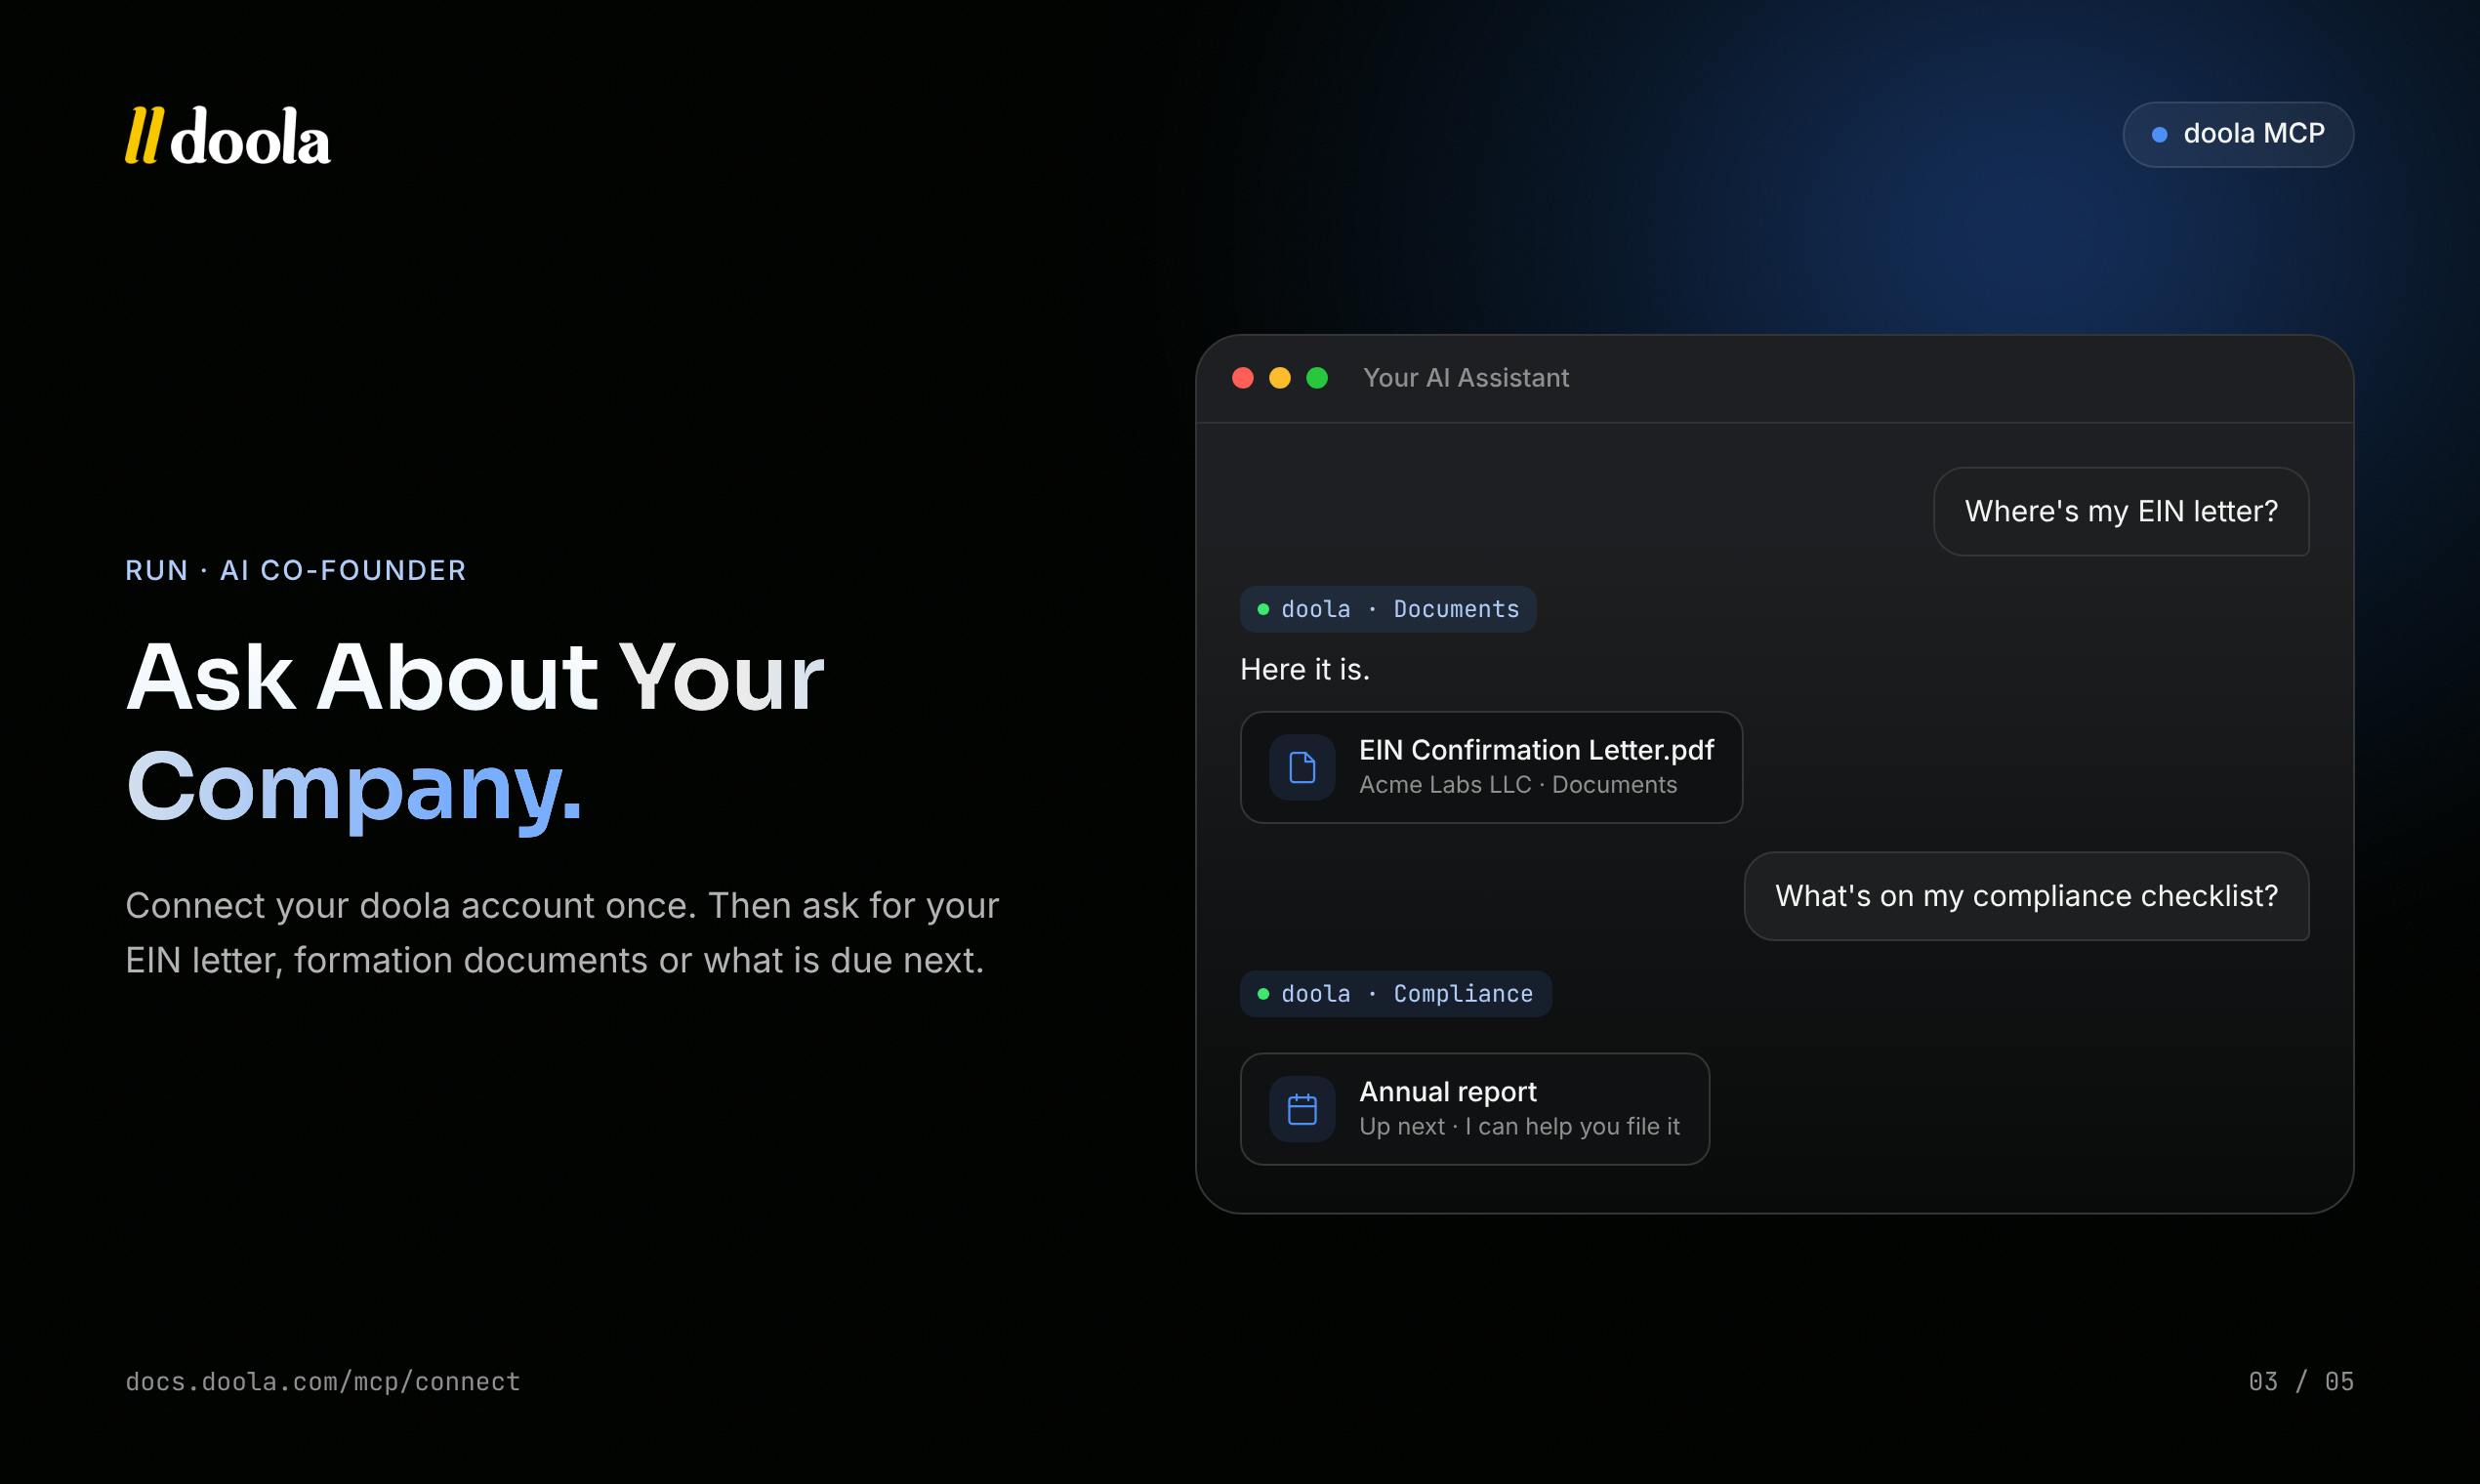 doola
doola MCP
RUN · AI CO-FOUNDER
Ask About Your
Company.
Connect your doola account once. Then ask for your
EIN letter, formation documents or what is due next.
Your AI Assistant
Where's my EIN letter?
doola · Documents
Here it is.
EIN Confirmation Letter.pdf
Acme Labs LLC · Documents
What's on my compliance checklist?
doola · Compliance
Annual report
Up next · I can help you file it
docs.doola.com/mcp/connect
03 / 05